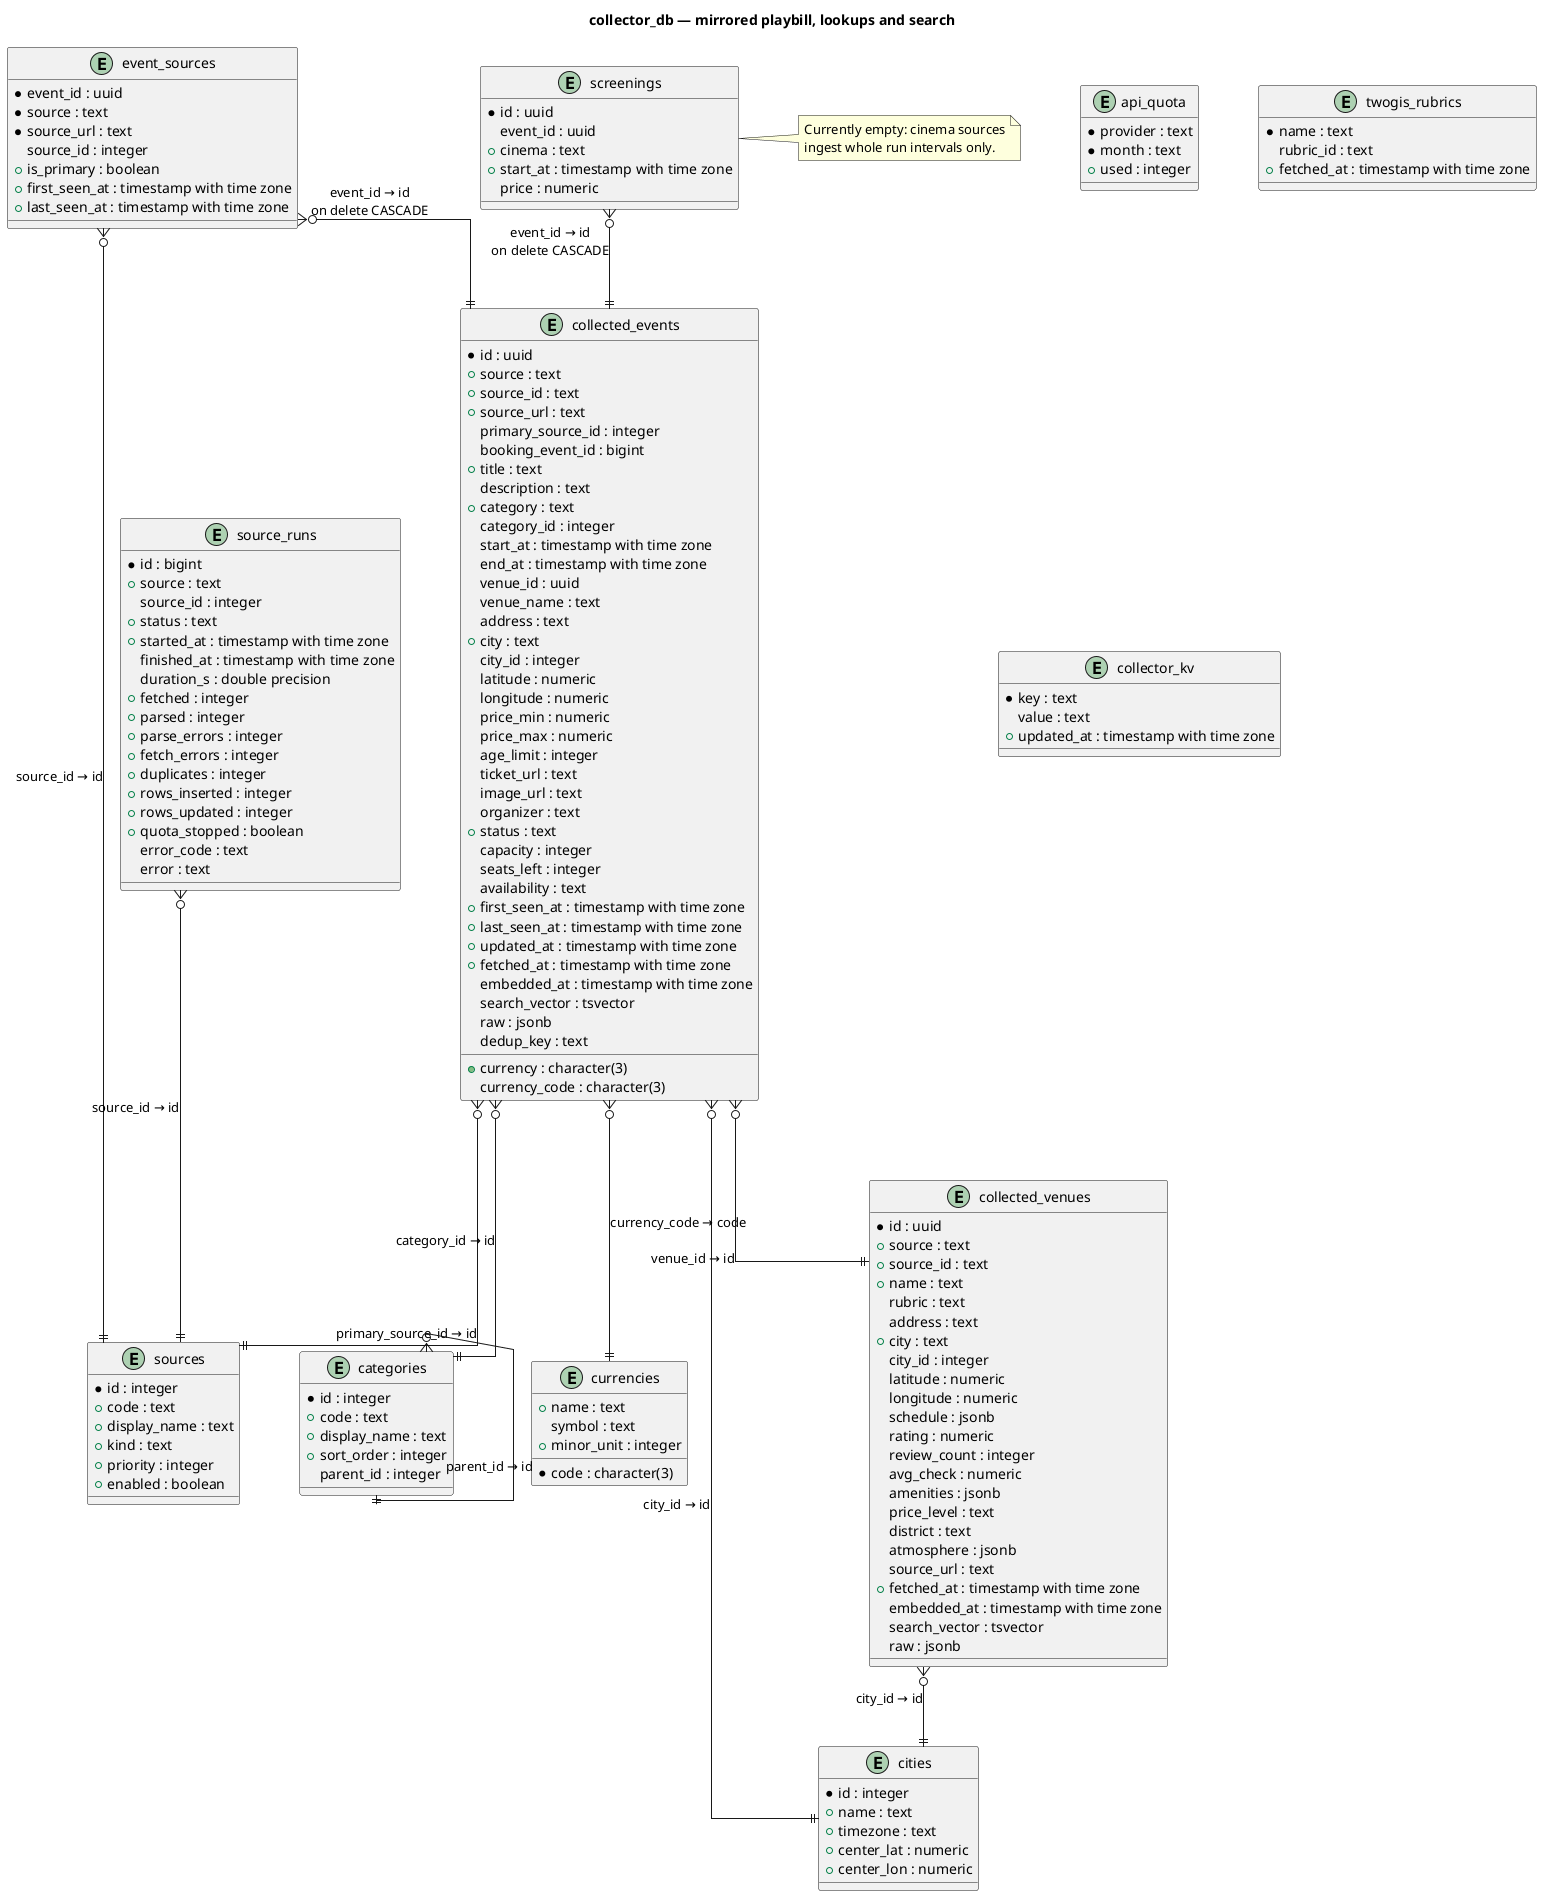 collector_db — mirrored playbill, lookups and search
E event_sources
* event_id : uuid
* source : text
* source_url : text
source_id : integer
is_primary : boolean
first_seen_at : timestamp with time zone
last_seen_at : timestamp with time zone
E screenings
* id : uuid
event_id : uuid
cinema : text
start_at : timestamp with time zone
price : numeric
Currently empty: cinema sources
ingest whole run intervals only.
E api_quota
* provider : text
* month : text
used : integer
E twogis_rubrics
* name : text
rubric_id : text
fetched_at : timestamp with time zone
event_id → id
on delete CASCADE
event_id → id
on delete CASCADE
E collected_events
* id : uuid
source : text
source_id : text
source_url : text
primary_source_id : integer
booking_event_id : bigint
title : text
description : text
category : text
category_id : integer
start_at : timestamp with time zone
end_at : timestamp with time zone
venue_id : uuid
venue_name : text
address : text
city : text
city_id : integer
latitude : numeric
longitude : numeric
price_min : numeric
price_max : numeric
age_limit : integer
ticket_url : text
image_url : text
organizer : text
status : text
capacity : integer
seats_left : integer
availability : text
first_seen_at : timestamp with time zone
last_seen_at : timestamp with time zone
updated_at : timestamp with time zone
fetched_at : timestamp with time zone
embedded_at : timestamp with time zone
search_vector : tsvector
raw : jsonb
dedup_key : text
currency : character(3)
currency_code : character(3)
E source_runs
* id : bigint
source : text
source_id : integer
status : text
started_at : timestamp with time zone
finished_at : timestamp with time zone
duration_s : double precision
fetched : integer
parsed : integer
parse_errors : integer
fetch_errors : integer
duplicates : integer
rows_inserted : integer
rows_updated : integer
quota_stopped : boolean
error_code : text
error : text
E collector_kv
* key : text
value : text
updated_at : timestamp with time zone
source_id → id
source_id → id
category_id → id
currency_code → code
venue_id → id
primary_source_id → id
E collected_venues
* id : uuid
source : text
source_id : text
name : text
rubric : text
address : text
city : text
city_id : integer
latitude : numeric
longitude : numeric
schedule : jsonb
rating : numeric
review_count : integer
avg_check : numeric
amenities : jsonb
price_level : text
district : text
atmosphere : jsonb
source_url : text
fetched_at : timestamp with time zone
embedded_at : timestamp with time zone
search_vector : tsvector
raw : jsonb
E sources
* id : integer
code : text
display_name : text
kind : text
priority : integer
enabled : boolean
E categories
* id : integer
code : text
display_name : text
sort_order : integer
parent_id : integer
parent_id → id
E currencies
name : text
symbol : text
minor_unit : integer
* code : character(3)
city_id → id
city_id → id
E cities
* id : integer
name : text
timezone : text
center_lat : numeric
center_lon : numeric